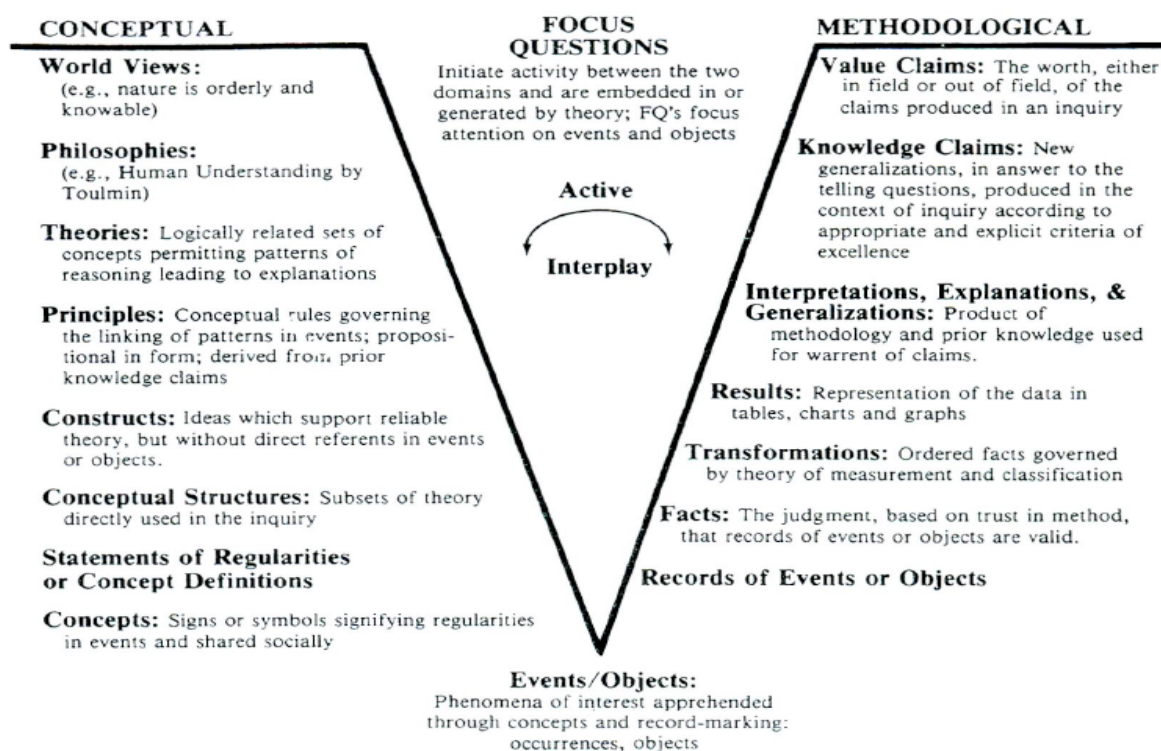 CONCEPTUAL
World Views:
(e.g., nature is orderly and
knowable)
Philosophies:
(e.g., Human Understanding by
Toulmin)
Theories: Logically related sets of
concepts permitting patterns of
reasoning leading to explanations
Principles: Conceptual rules governing
the linking of patterns in events; proposi-
tional in form; derived from prior
knowledge claims
Constructs: Ideas which support reliable
theory, but without direct referents in events
or objects.
Conceptual Structures: Subsets of theory
directly used in the inquiry
Statements of Regularities
or Concept Definitions
Concepts: Signs or symbols signifying regularities
in events and shared socially
FOCUS
QUESTIONS
Initiate activity between the two
domains and are embedded in or
generated by theory; FQ's focus
attention on events and objects
Active
Interplay
METHODOLOGICAL
Value Claims: The worth, either
in field or out of field, of
the claims produced in an inquiry
Knowledge Claims: New
generalizations, in answer to the
telling questions, produced in the
context of inquiry according to
appropriate and explicit criteria of
excellence
Interpretations, Explanations, &
Generalizations: Product of
methodology and prior knowledge used
for warrent of claims.
Results: Representation of the data in
tables, charts and graphs
Transformations: Ordered facts governed
by theory of measurement and classification
Facts: The judgment, based on trust in method,
that records of events or objects are valid.
Records of Events or Objects
Events/Objects:
Phenomena of interest apprehended
through concepts and record-marking:
occurrences, objects